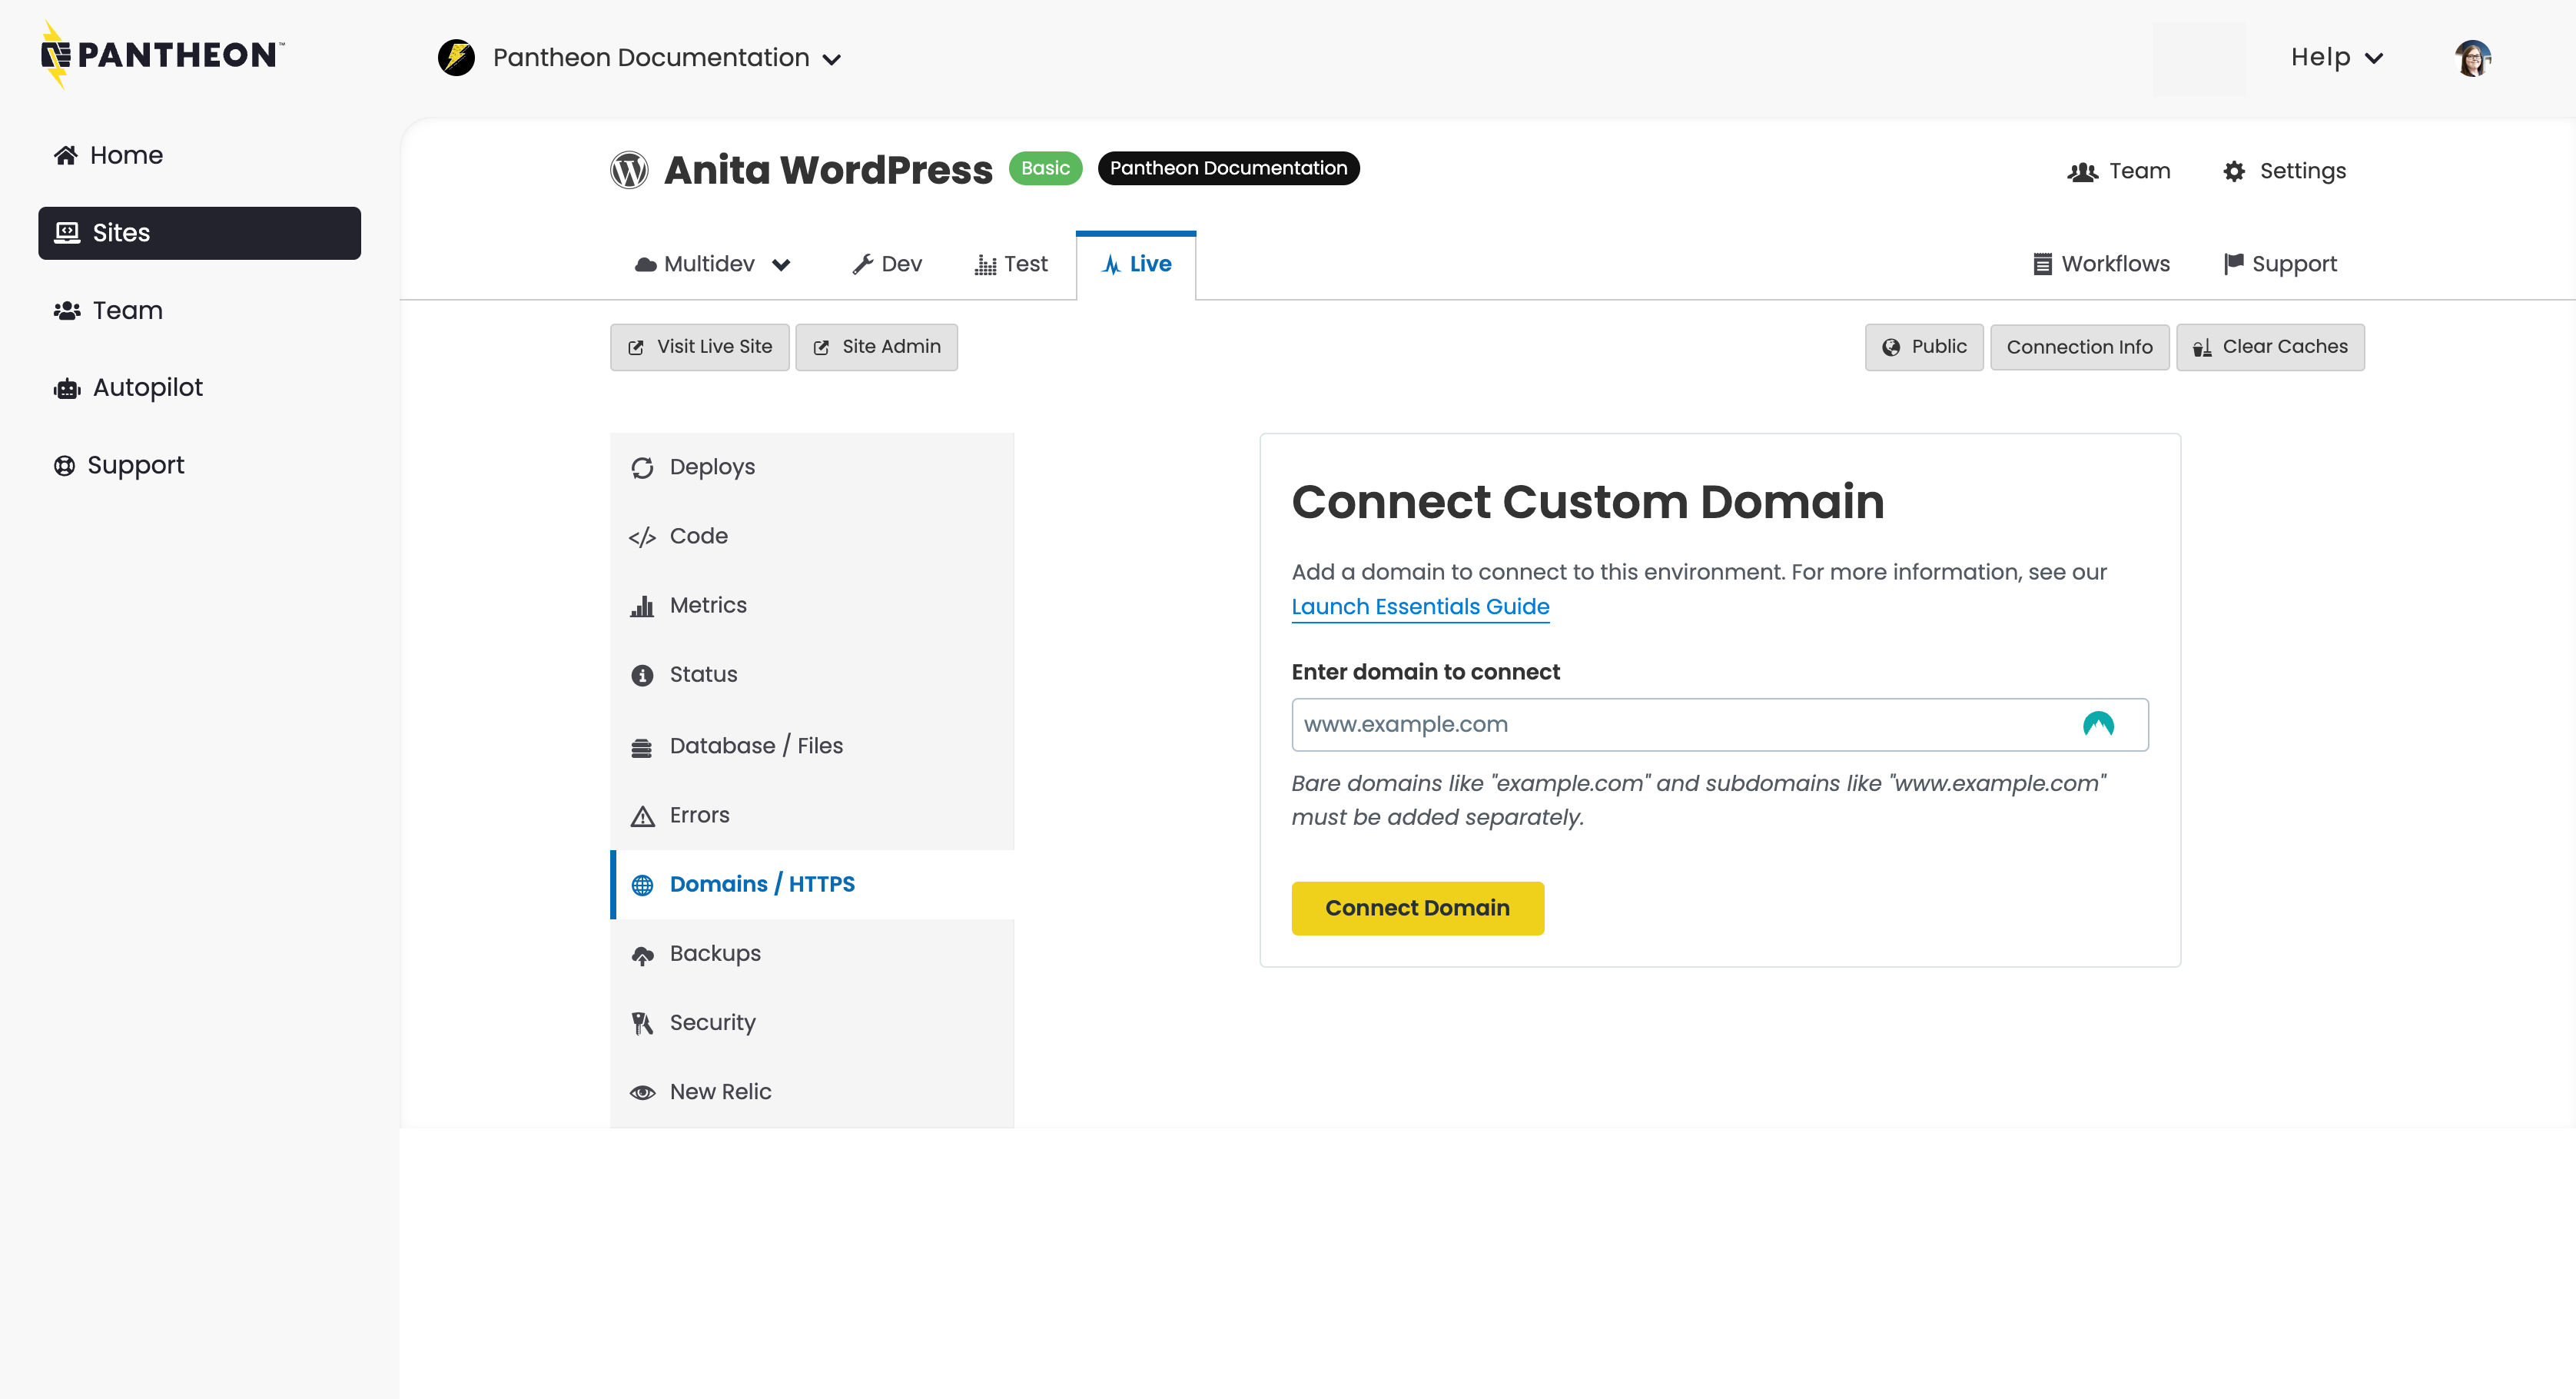 PANTHEON™
Pantheon Documentation
Help
Home
Sites
Team
Autopilot
Support
Anita WordPress
Basic
Pantheon Documentation
Team
Settings
Multidev
Dev
Test
Live
Workflows
Support
Visit Live Site
Site Admin
Public
Connection Info
Clear Caches
Deploys
Code
Metrics
Status
Database / Files
Errors
Domains / HTTPS
Backups
Security
New Relic
Connect Custom Domain
Add a domain to connect to this environment. For more information, see our
Launch Essentials Guide
Enter domain to connect
www.example.com
Bare domains like "example.com" and subdomains like "www.example.com"
must be added separately.
Connect Domain